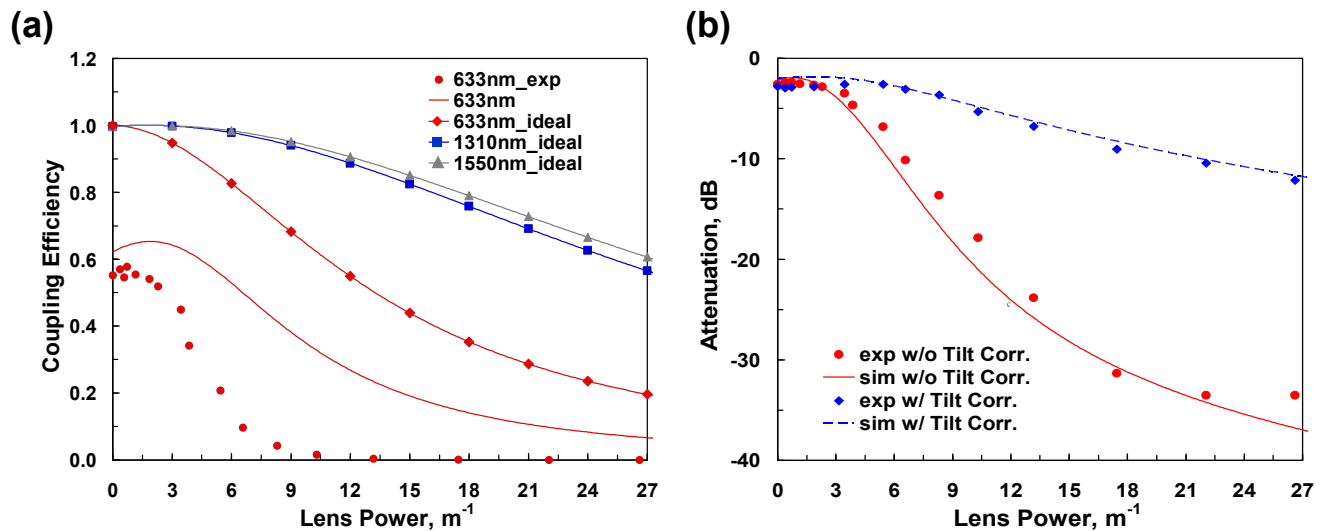 (a)
1.2
1.0
0.8
0.6
0.4
0.2
0.0
Coupling Efficiency
633nm_exp
633nm
633nm_ideal
1310nm_ideal
1550nm_ideal
0 3 6 9 12 15 18 21 24 27
Lens Power, m-1
(b)
0
-10
-20
-30
-40
Attenuation, dB
exp w/o Tilt Corr.
sim w/o Tilt Corr.
exp w/ Tilt Corr.
sim w/ Tilt Corr.
0 3 6 9 12 15 18 21 24 27
Lens Power, m-1